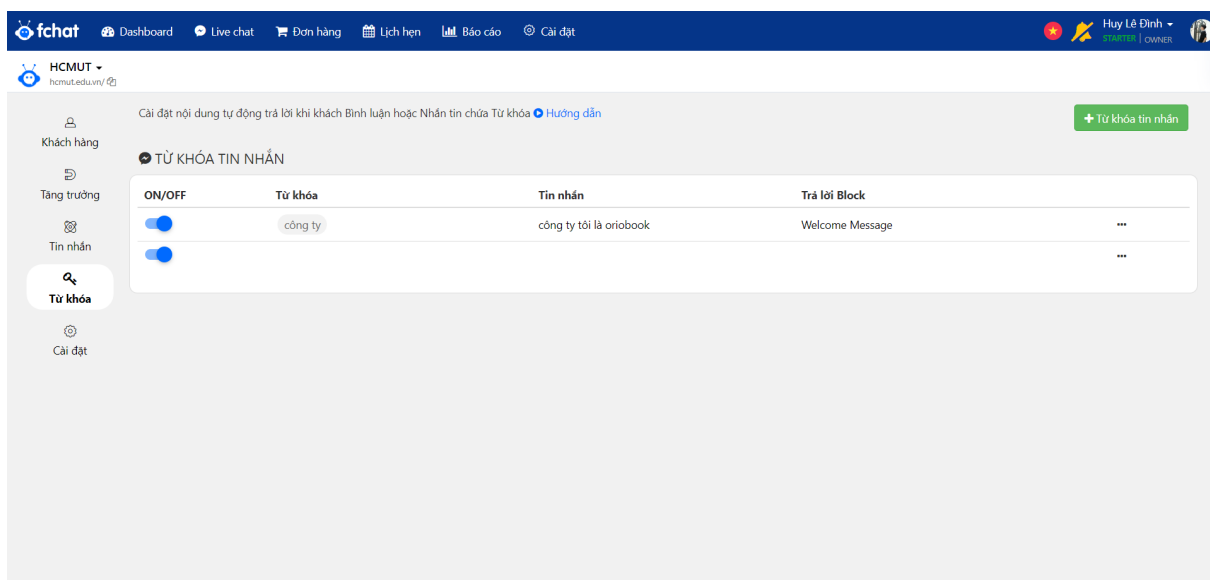 fchat Dashboard Live chat Đơn hàng Lịch hẹn Báo cáo Cài đặt Huy Lê Đình
STARTER | OWNER
HCMUT
hcmut.edu.vn/
Cài đặt nội dung tự động trả lời khi khách Bình luận hoặc Nhắn tin chứa Từ khóa Hướng dẫn
+ Từ khóa tin nhắn
Khách hàng
Tăng trưởng
Tin nhắn
Từ khóa
Cài đặt
TỪ KHÓA TIN NHẮN
ON/OFF Từ khóa Tin nhắn Trả lời Block
công ty công ty tôi là oriobook Welcome Message